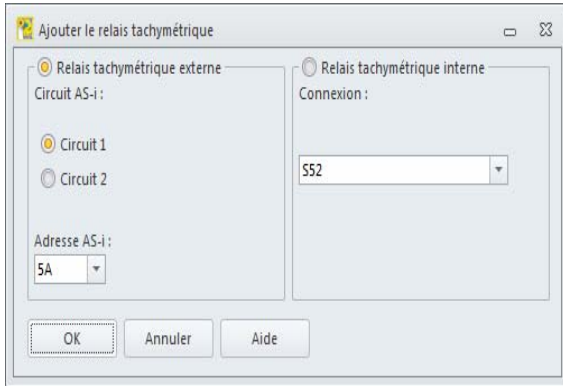 Ajouter le relais tachymétrique
Relais tachymétrique externe
Circuit AS-i :
Circuit 1
Circuit 2
Adresse AS-i :
5A
Relais tachymétrique interne
Connexion :
S52
OK
Annuler
Aide